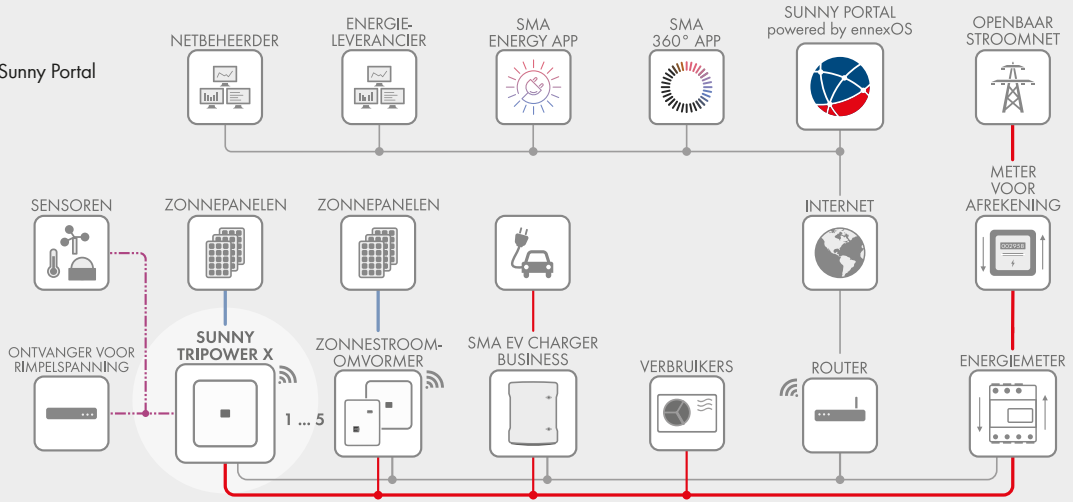 NETBEHEERDER
ENERGIE-
LEVERANCIER
SMA
ENERGY APP
SMA
360° APP
SUNNY PORTAL
powered by ennexOS
OPENBAAR
STROOMNET
Sunny Portal
SENSOREN
ZONNEPANELEN
ZONNEPANELEN
INTERNET
METER
VOOR
AFREKENING
002958
ONTVANGER VOOR
RIMPELSPANNING
SUNNY
TRIPOWER X
1 ... 5
ZONNESTROOM-
OMVORMER
SMA EV CHARGER
BUSINESS
VERBRUIKERS
ROUTER
ENERGIEMETER